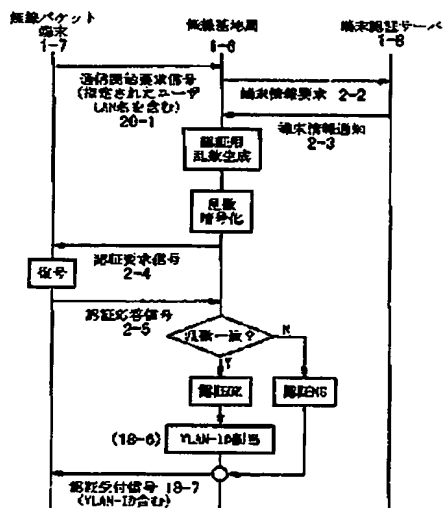 無線パケット
端末
1-7
無線基地局
1-6
端末認証サーバ
1-8
通信開始要求信号
(指定されたユーザ
LAN名を含む)
20-1
端末情報要求 2-2
端末情報通知
2-3
認証用
乱数生成
乱数
暗号化
認証要求信号
2-4
復号
認証応答信号
2-5
乱数一致?
N
Y
認証OK
認証NG
(18-6)
VLAN-ID割当
認証受付信号 18-7
(VLAN-ID含む)